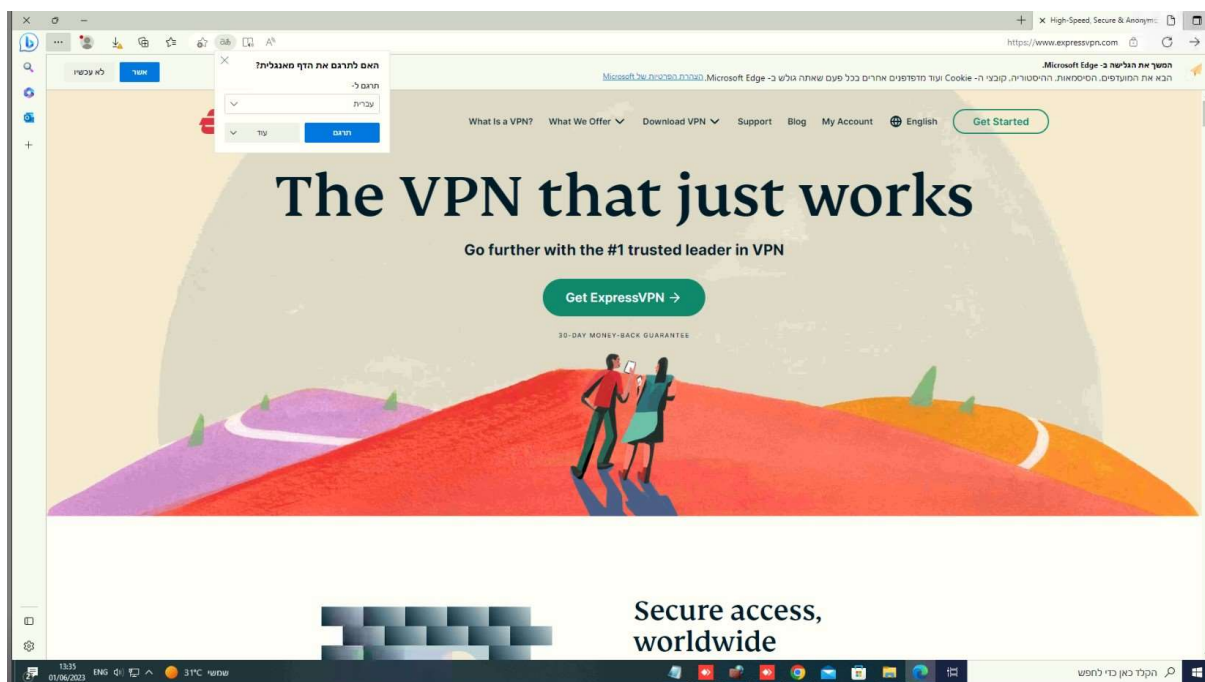 High-Speed, Secure & Anonym
https://www.expressvpn.com
המשך את הגלישה ב- Microsoft Edge.
הבא את המועדפים, הסיסמאות, ההיסטוריה, קובצי ה- Cookie ועוד מדפדפנים אחרים בכל פעם שאתה גולש ב- Microsoft Edge. הצהרת הפרטיות של Microsoft
אשר
לא עכשיו
האם לתרגם את הדף מאנגלית?
תרגם ל-
עברית
תרגם
עוד
What Is a VPN? What We Offer Download VPN Support Blog My Account English Get Started
The VPN that just works
Go further with the #1 trusted leader in VPN
Get ExpressVPN →
30-DAY MONEY-BACK GUARANTEE
Secure access,
worldwide
הקלד כאן כדי לחפש
31°C שמשי
ENG
13:35
01/06/2023